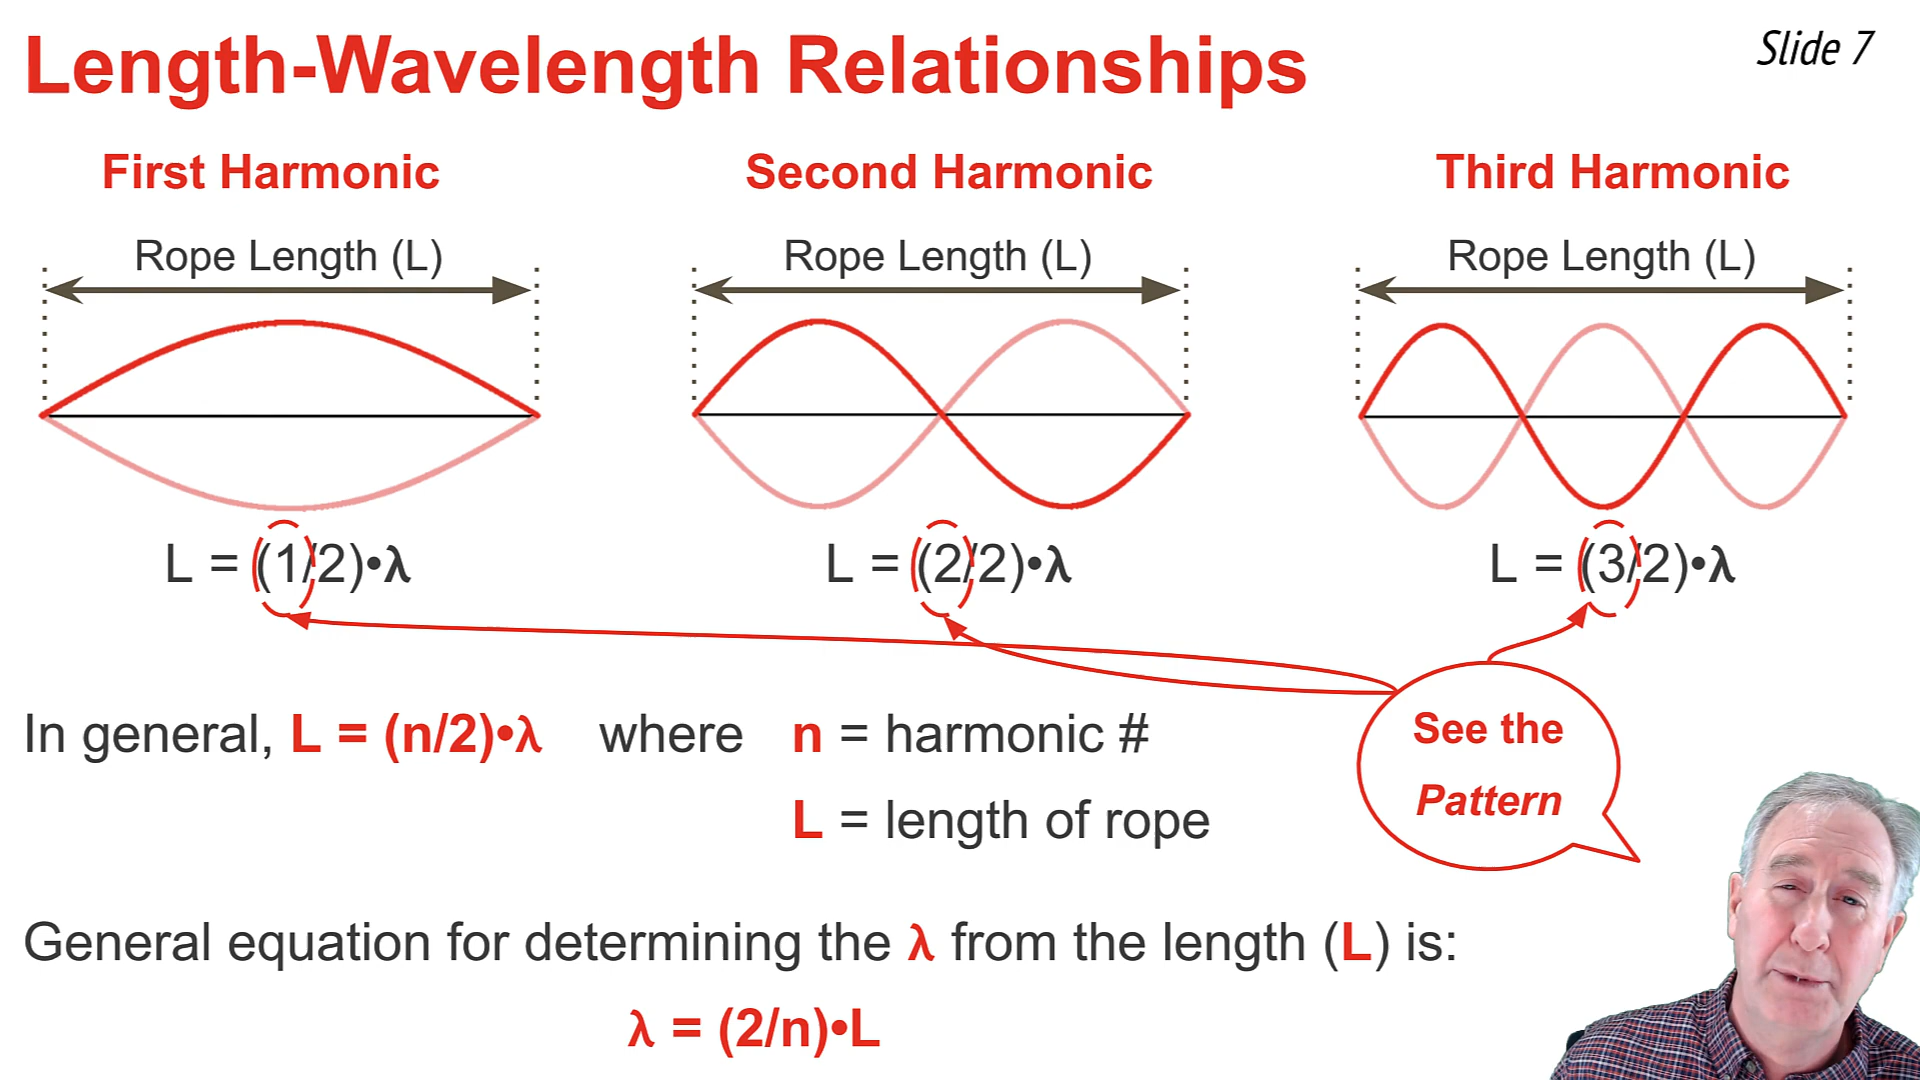 Length-Wavelength Relationships
Slide 7
First Harmonic
Second Harmonic
Third Harmonic
Rope Length (L)
Rope Length (L)
Rope Length (L)
L = (1/2)•λ
L = (2/2)•λ
L = (3/2)•λ
In general, L = (n/2)•λ where n = harmonic #
L = length of rope
See the
Pattern
General equation for determining the λ from the length (L) is:
λ = (2/n)•L